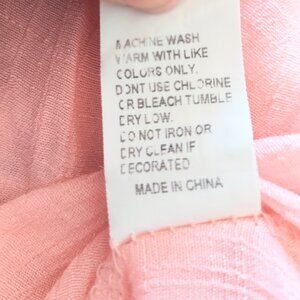 MACHINE WASH
WARM WITH LIKE
COLORS ONLY.
DONT USE CHLORINE
OR BLEACH TUMBLE
DRY LOW.
DO NOT IRON OR
DRY CLEAN IF
DECORATED
MADE IN CHINA